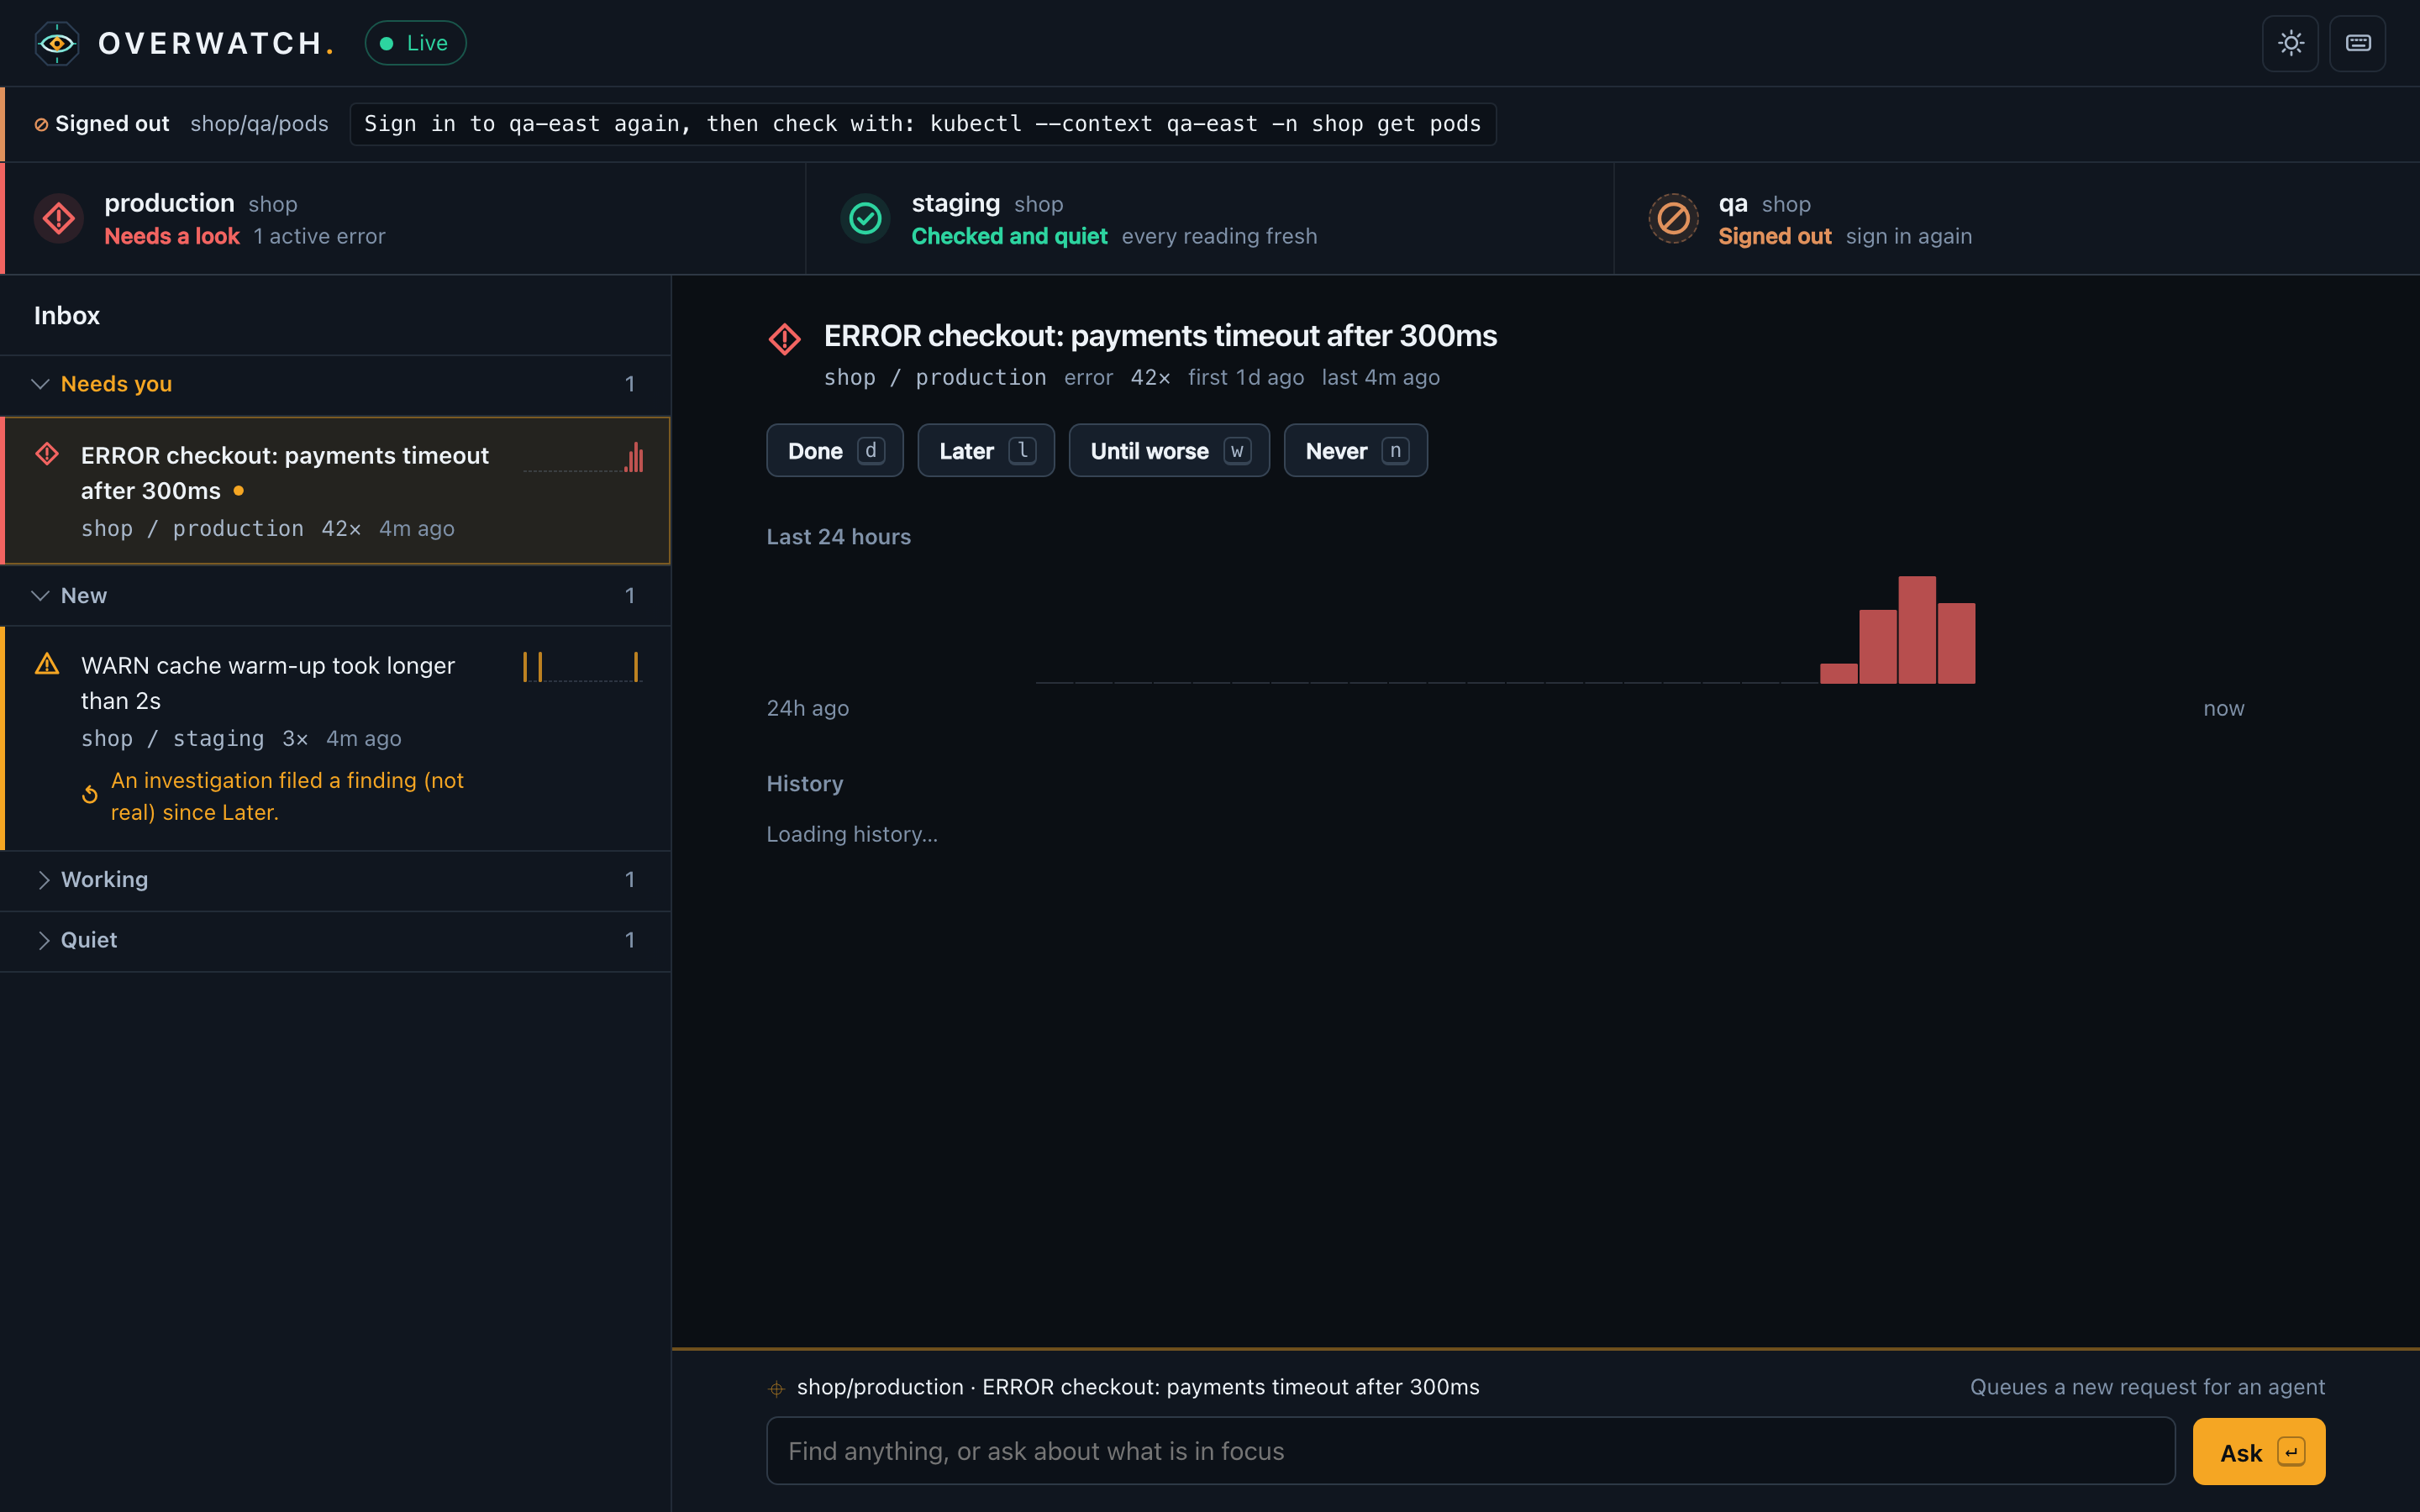 OVERWATCH.
Live
Signed out shop/qa/pods Sign in to qa-east again, then check with: kubectl --context qa-east -n shop get pods
production shop
Needs a look 1 active error
staging shop
Checked and quiet every reading fresh
qa shop
Signed out sign in again
Inbox
Needs you 1
ERROR checkout: payments timeout
after 300ms
shop / production 42× 4m ago
New 1
WARN cache warm-up took longer
than 2s
shop / staging 3× 4m ago
An investigation filed a finding (not
real) since Later.
Working 1
Quiet 1
ERROR checkout: payments timeout after 300ms
shop / production error 42× first 1d ago last 4m ago
Done d Later l Until worse w Never n
Last 24 hours
24h ago now
History
Loading history…
shop/production · ERROR checkout: payments timeout after 300ms Queues a new request for an agent
Find anything, or ask about what is in focus
Ask ↵